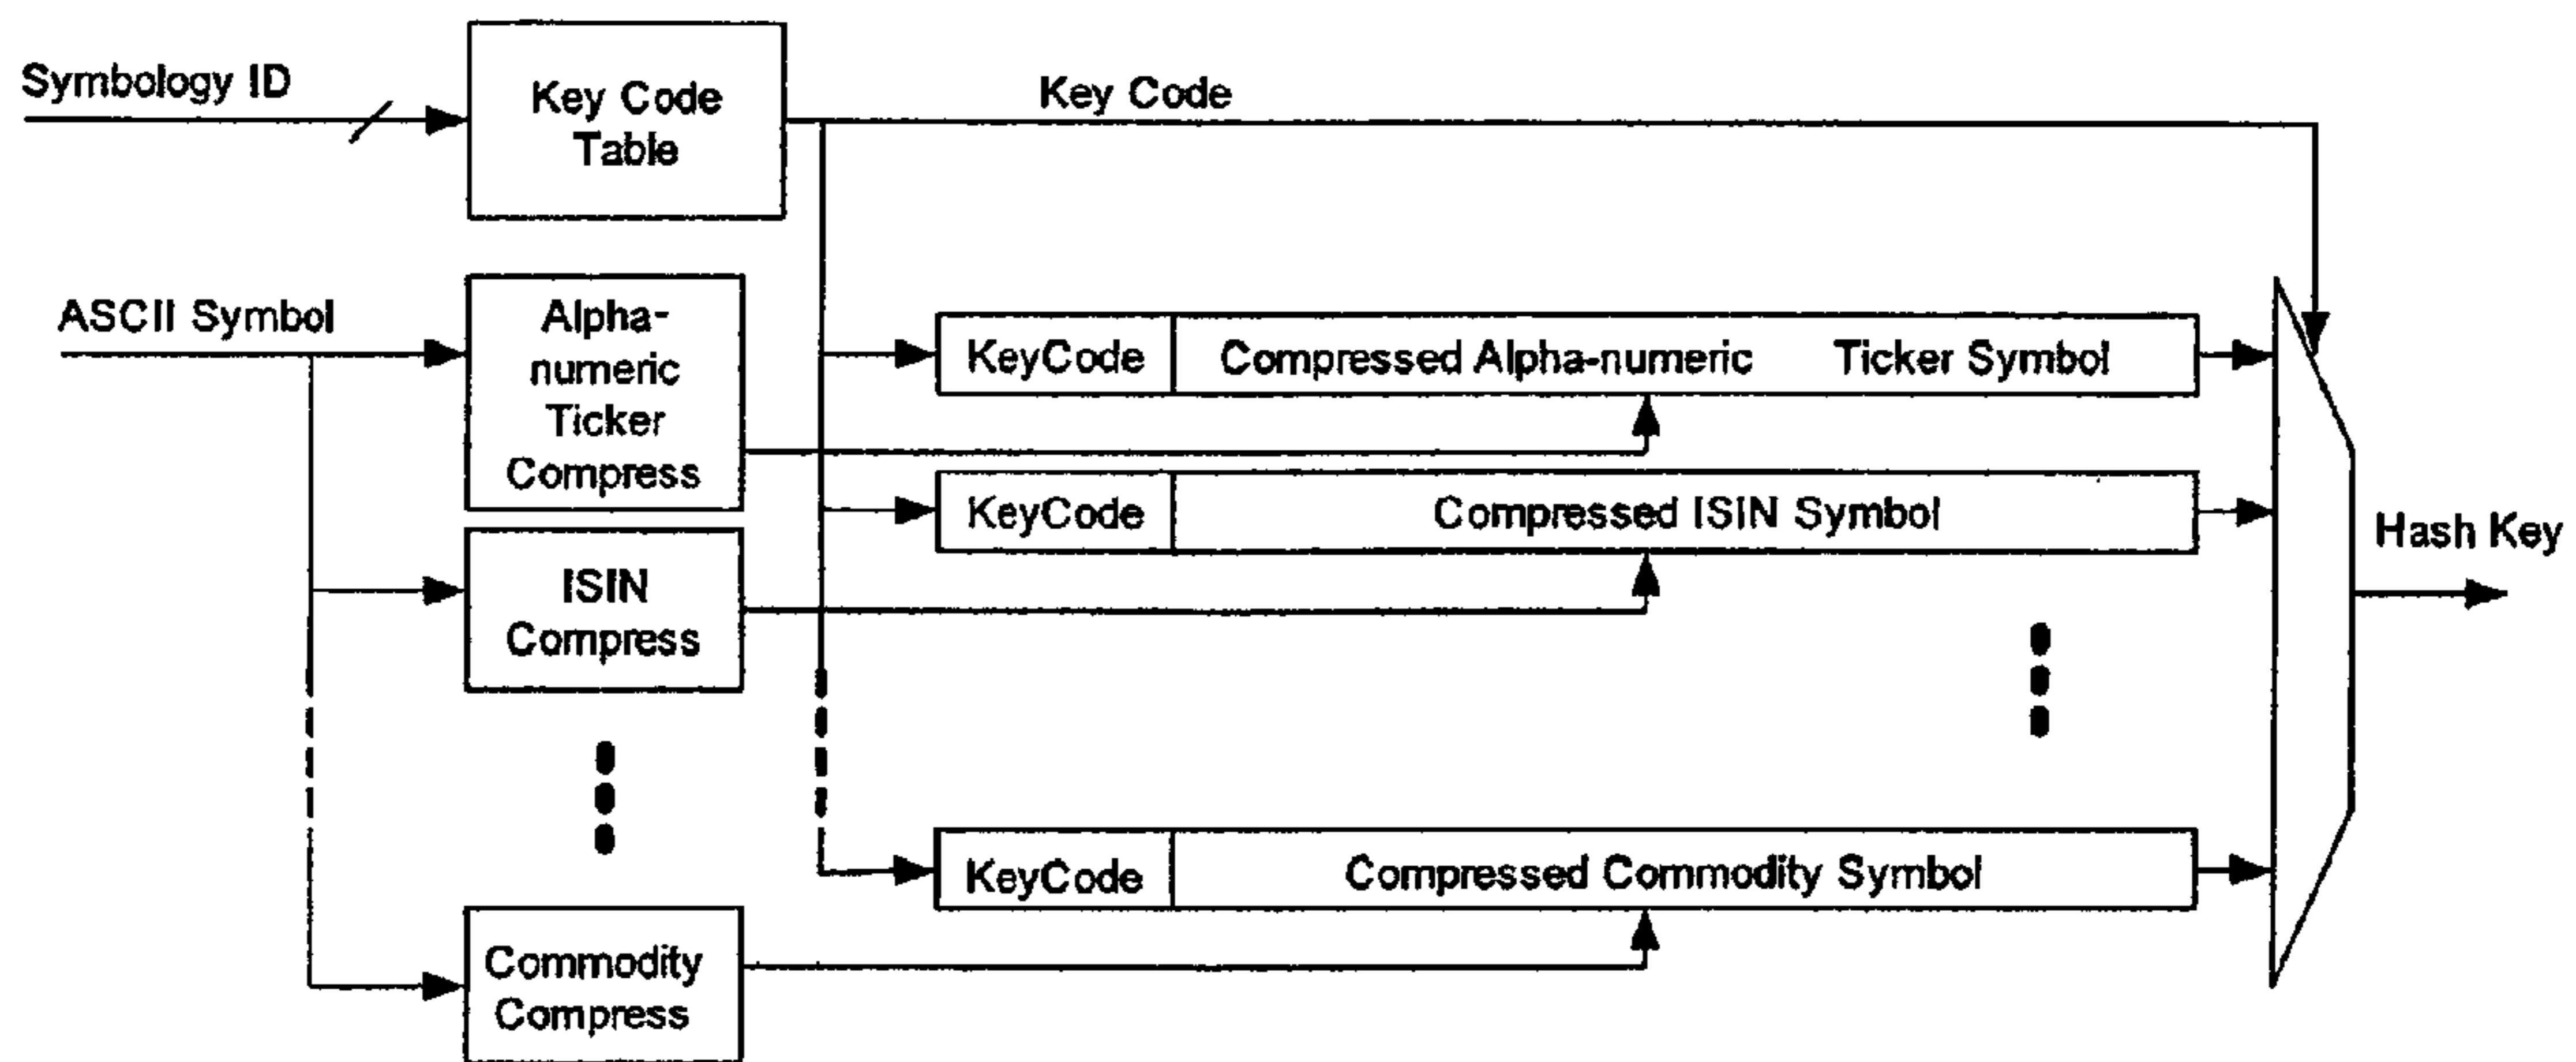 Symbology ID
Key Code
Table
Key Code
ASCII Symbol
Alpha-
numeric
Ticker
Compress
KeyCode
Compressed Alpha-numeric Ticker Symbol
KeyCode
Compressed ISIN Symbol
Hash Key
ISIN
Compress
KeyCode
Compressed Commodity Symbol
Commodity
Compress